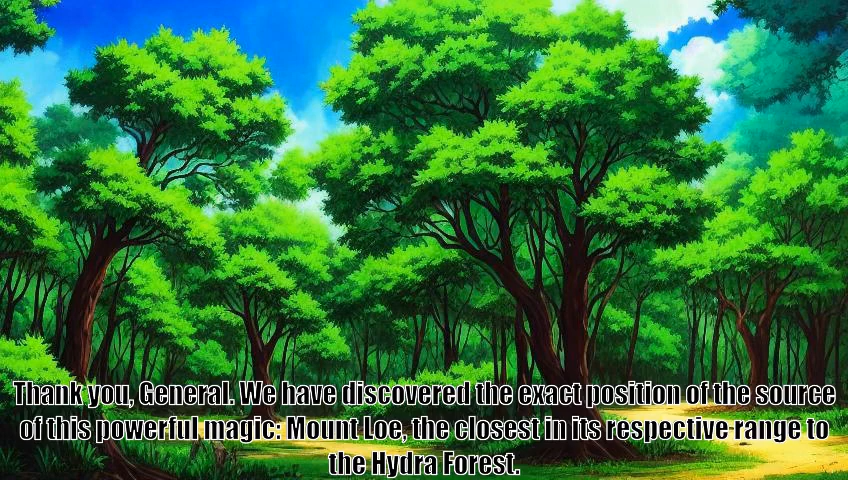 Thank you, General. We have discovered the exact position of the source
of this powerful magic: Mount Loe, the closest in its respective range to
the Hydra Forest.